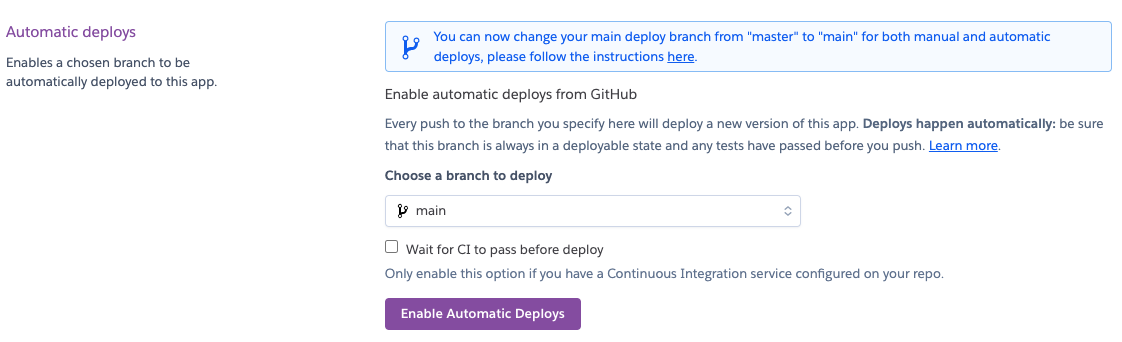 Automatic deploys
Enables a chosen branch to be
automatically deployed to this app.
You can now change your main deploy branch from "master" to "main" for both manual and automatic
deploys, please follow the instructions here.
Enable automatic deploys from GitHub
Every push to the branch you specify here will deploy a new version of this app. Deploys happen automatically: be sure
that this branch is always in a deployable state and any tests have passed before you push. Learn more.
Choose a branch to deploy
main
Wait for CI to pass before deploy
Only enable this option if you have a Continuous Integration service configured on your repo.
Enable Automatic Deploys